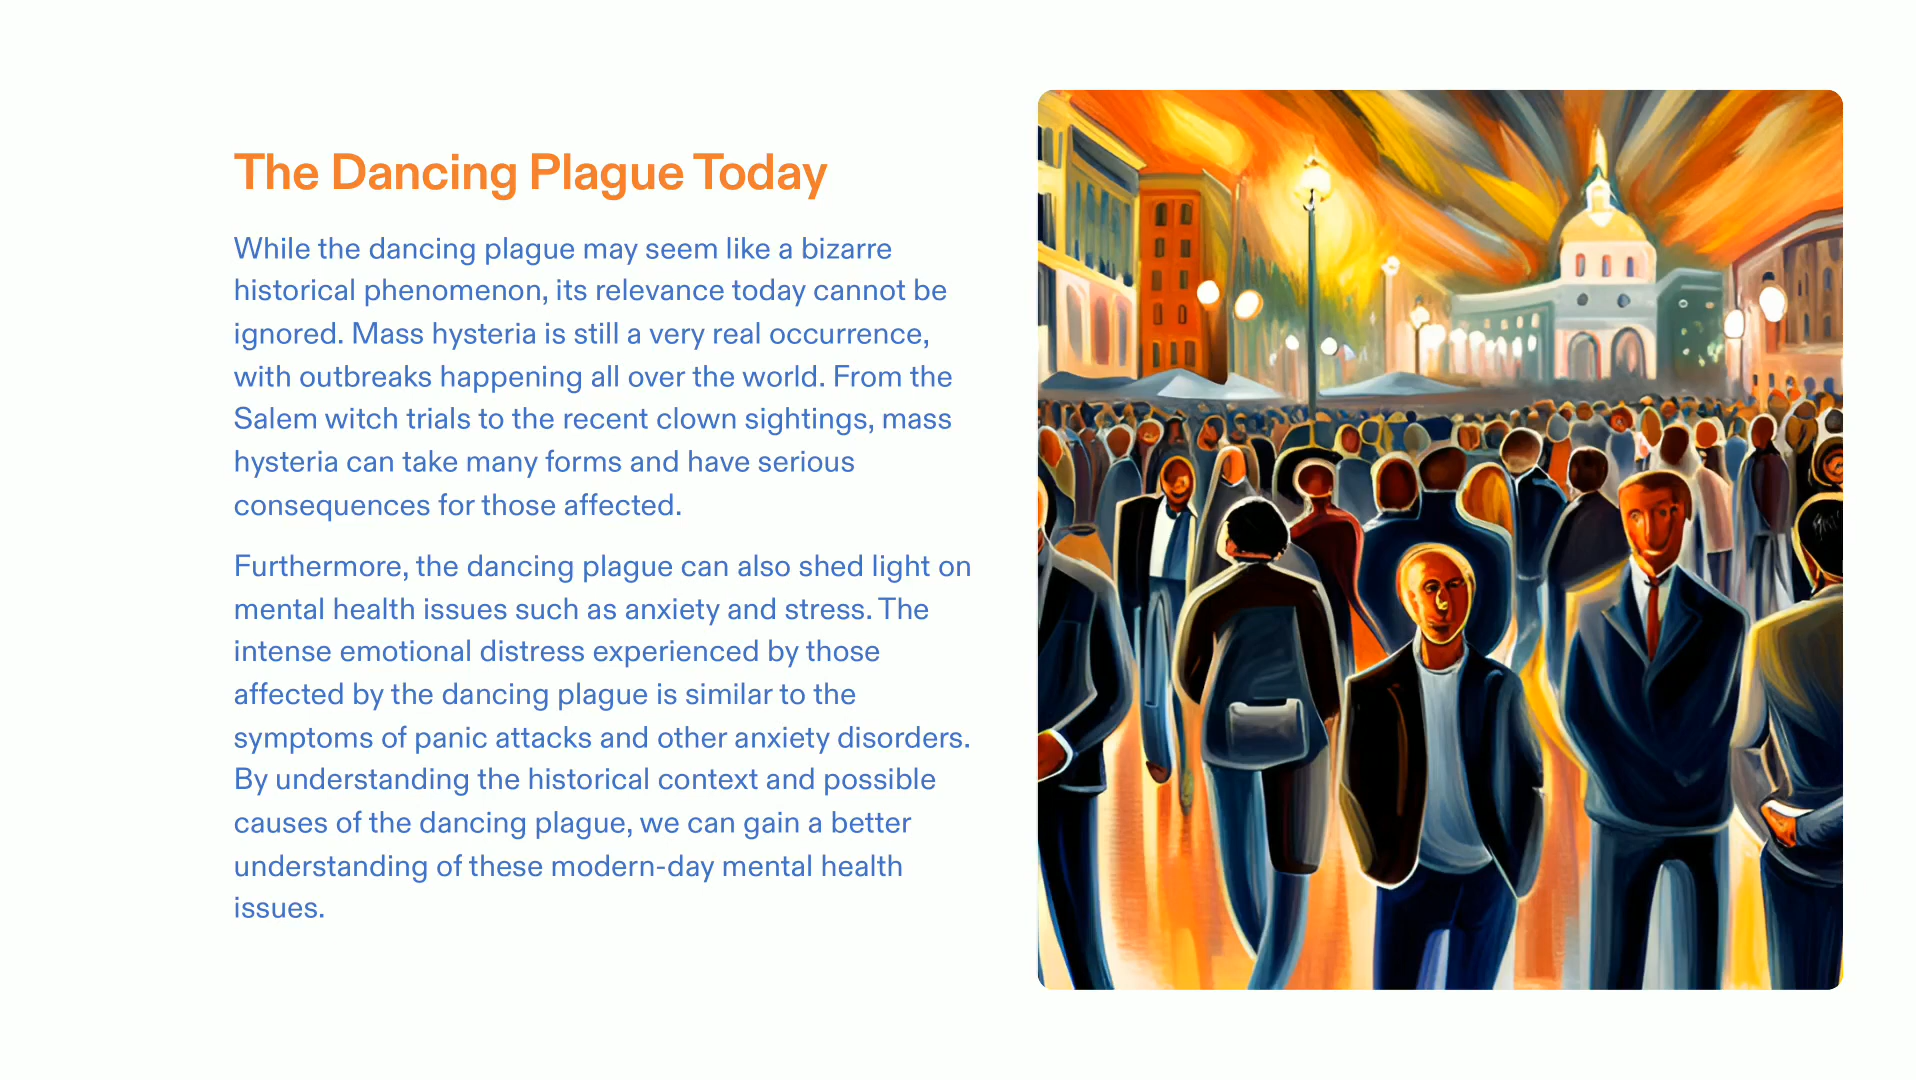 The Dancing Plague Today
While the dancing plague may seem like a bizarre
historical phenomenon, its relevance today cannot be
ignored. Mass hysteria is still a very real occurrence,
with outbreaks happening all over the world. From the
Salem witch trials to the recent clown sightings, mass
hysteria can take many forms and have serious
consequences for those affected.
Furthermore, the dancing plague can also shed light on
mental health issues such as anxiety and stress. The
intense emotional distress experienced by those
affected by the dancing plague is similar to the
symptoms of panic attacks and other anxiety disorders.
By understanding the historical context and possible
causes of the dancing plague, we can gain a better
understanding of these modern-day mental health
issues.